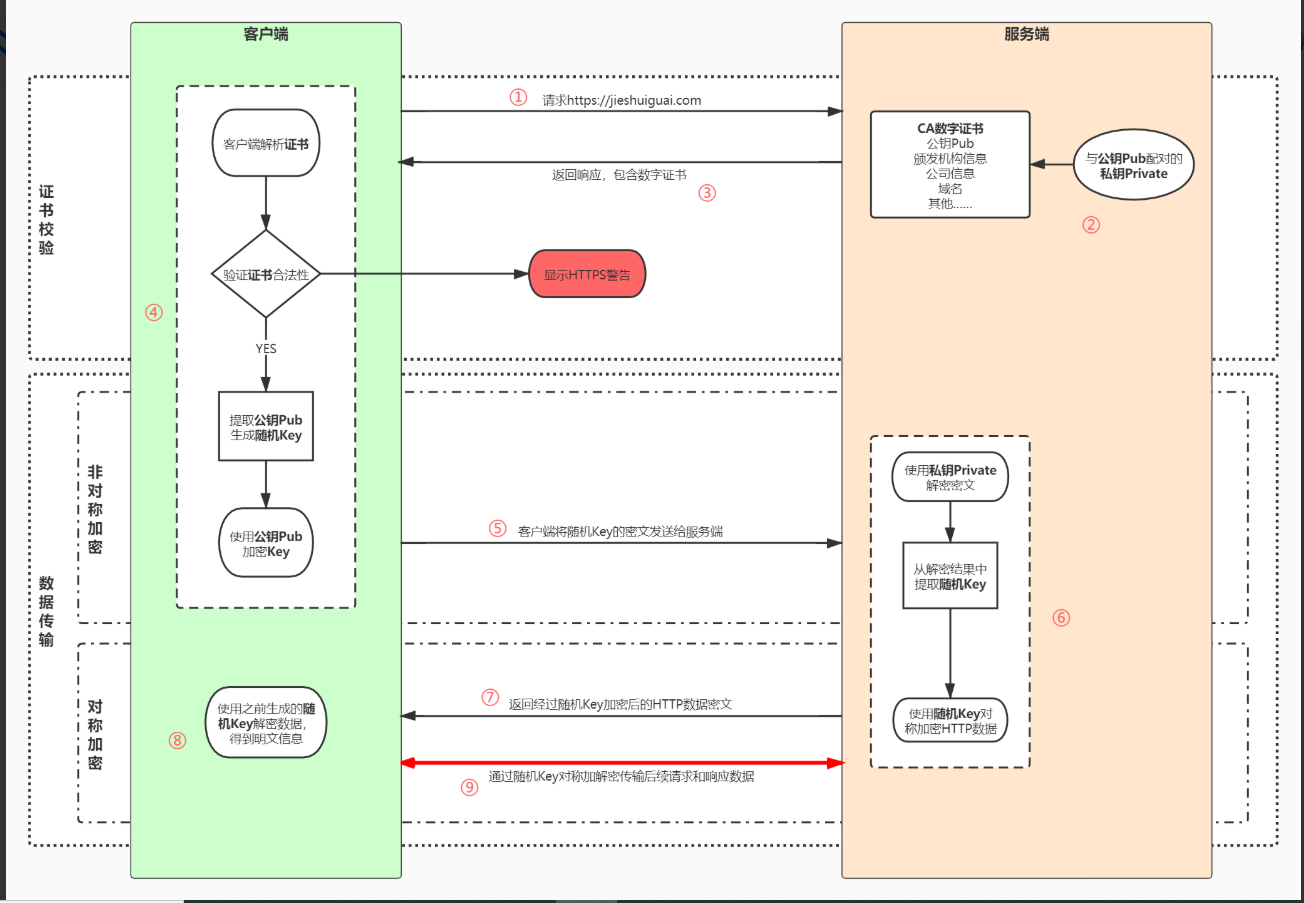 客户端
服务端
证书校验
①
请求https://jieshuiguai.com
客户端解析证书
CA数字证书
公钥Pub
颁发机构信息
公司信息
域名
其他......
与公钥Pub配对的
私钥Private
②
返回响应，包含数字证书
③
验证证书合法性
显示HTTPS警告
④
YES
数据传输
非对称加密
提取公钥Pub
生成随机Key
使用公钥Pub
加密Key
⑤
客户端将随机Key的密文发送给服务端
使用私钥Private
解密密文
从解密结果中
提取随机Key
⑥
对称加密
⑦
返回经过随机Key加密后的HTTP数据密文
使用随机Key对
称加密HTTP数据
使用之前生成的随
机Key解密数据，
得到明文信息
⑧
通过随机Key对称加解密传输后续请求和响应数据
⑨